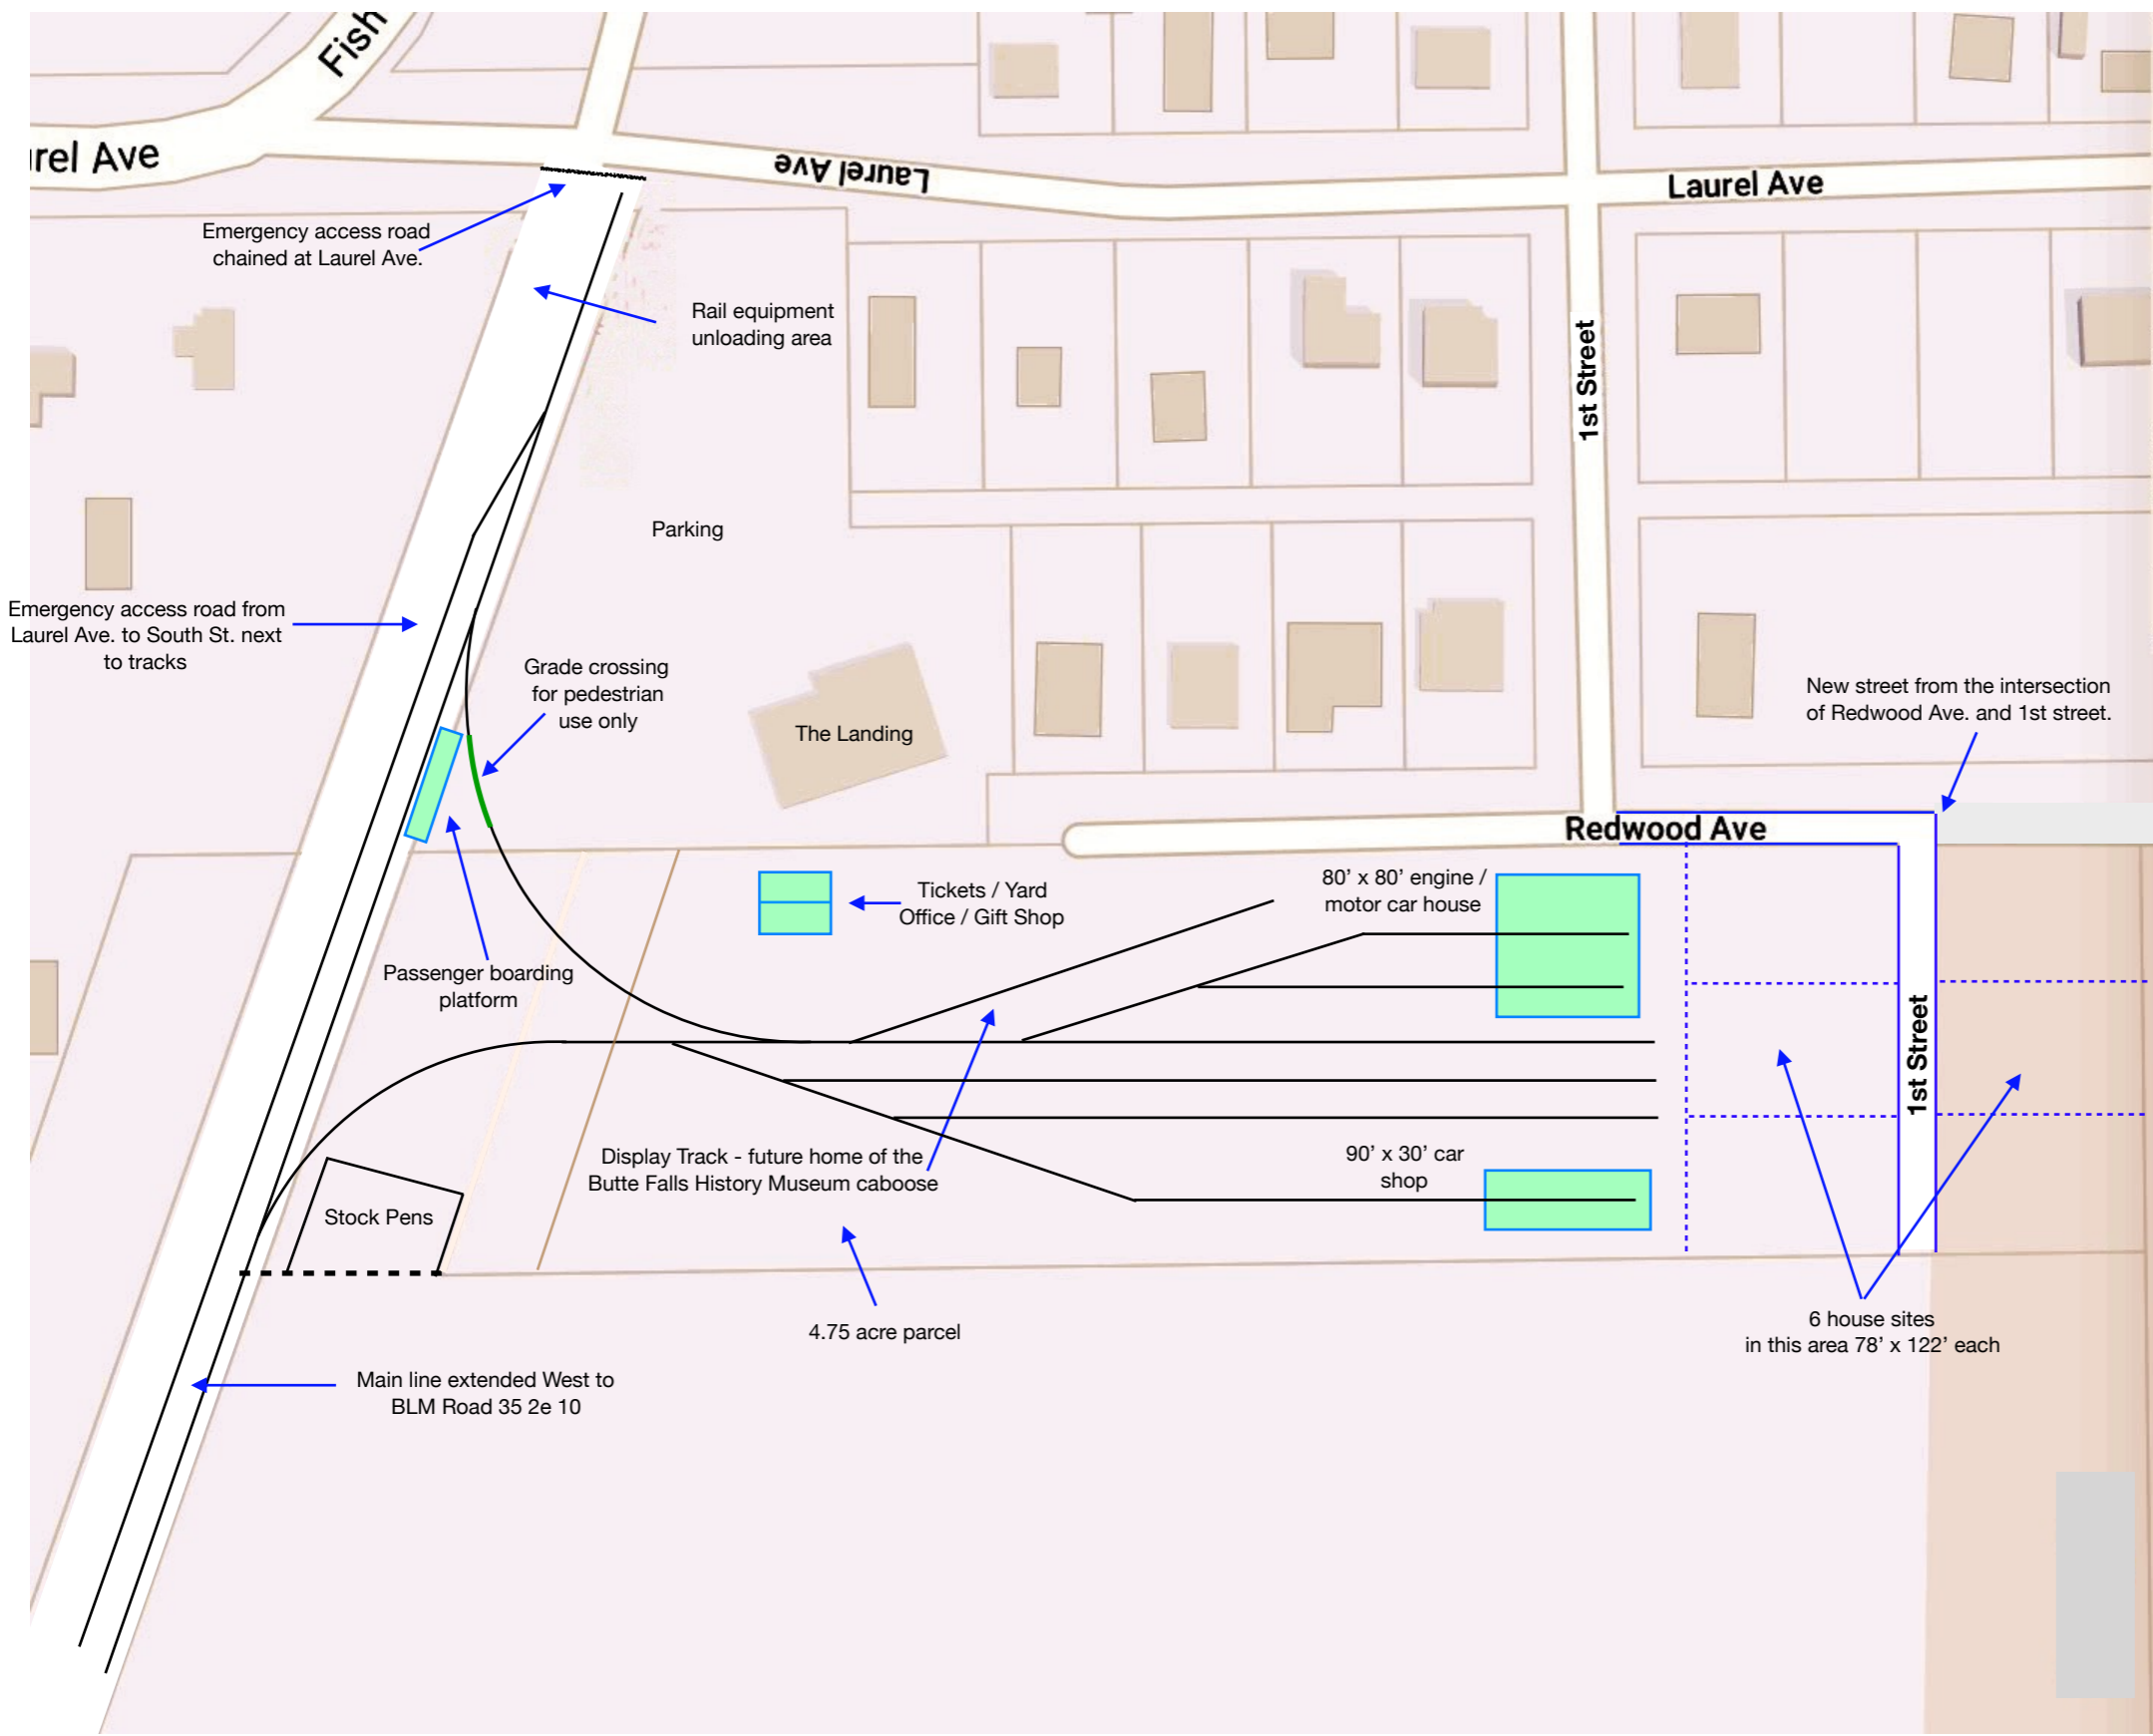 Fish
rel Ave
Laurel Ave
Laurel Ave
Emergency access road
chained at Laurel Ave.
Rail equipment
unloading area
1st Street
Parking
Emergency access road from
Laurel Ave. to South St. next
to tracks
Grade crossing
for pedestrian
use only
The Landing
New street from the intersection
of Redwood Ave. and 1st street.
Redwood Ave
80’ x 80’ engine /
motor car house
Tickets / Yard
Office / Gift Shop
Passenger boarding
platform
1st Street
Display Track - future home of the
Butte Falls History Museum caboose
90’ x 30’ car
shop
Stock Pens
4.75 acre parcel
6 house sites
in this area 78’ x 122’ each
Main line extended West to
BLM Road 35 2e 10